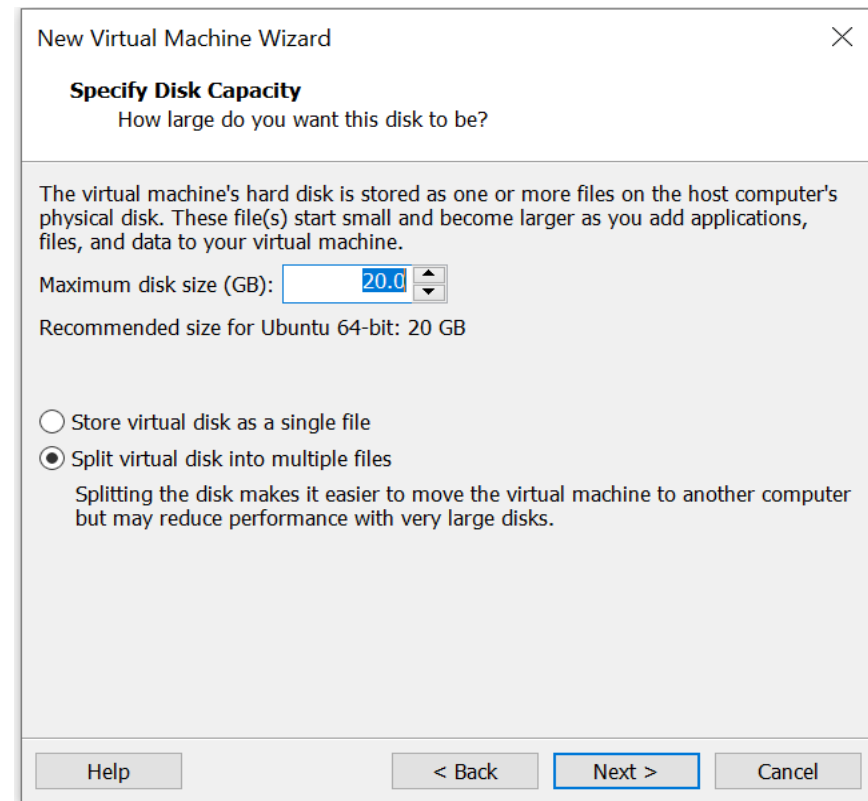 New Virtual Machine Wizard
Specify Disk Capacity
How large do you want this disk to be?
The virtual machine's hard disk is stored as one or more files on the host computer's
physical disk. These file(s) start small and become larger as you add applications,
files, and data to your virtual machine.
Maximum disk size (GB): 20.0
Recommended size for Ubuntu 64-bit: 20 GB
Store virtual disk as a single file
Split virtual disk into multiple files
Splitting the disk makes it easier to move the virtual machine to another computer
but may reduce performance with very large disks.
Help < Back Next > Cancel